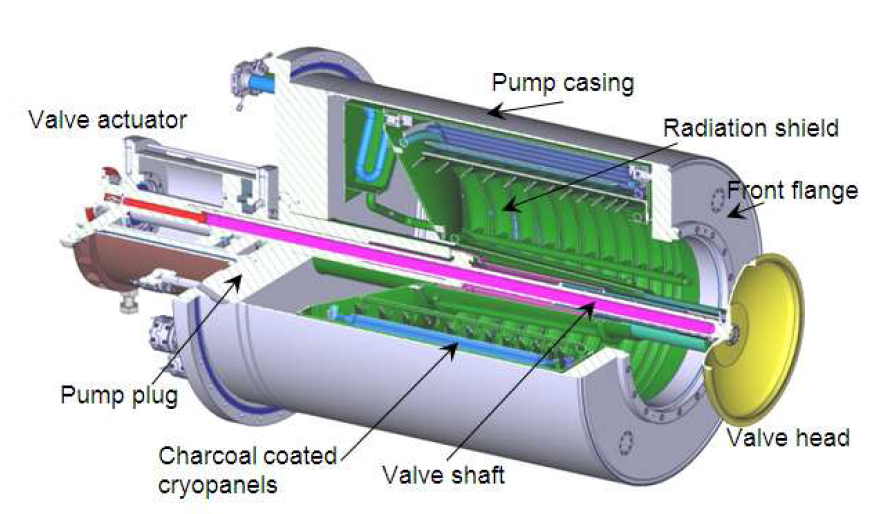 Pump casing
Valve actuator
Radiation shield
Front flange
Pump plug
Valve head
Charcoal coated
cryopanels
Valve shaft